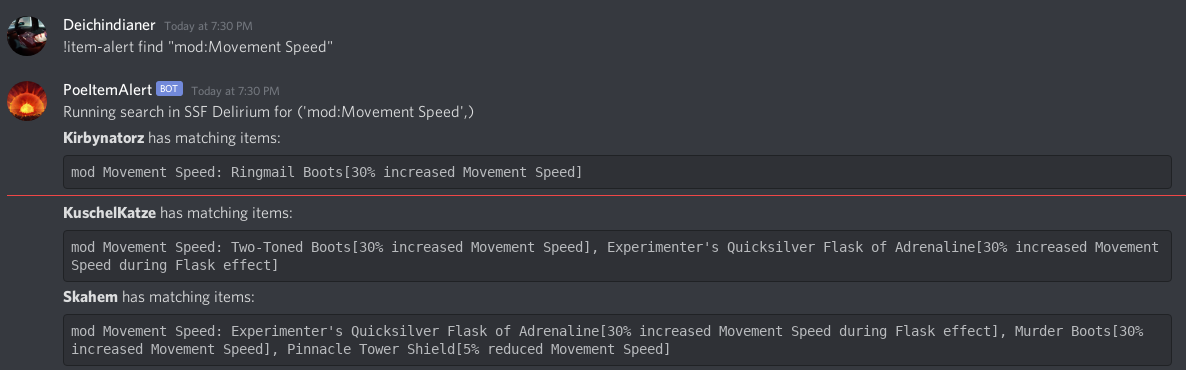 Deichindianer Today at 7:30 PM
!item-alert find "mod:Movement Speed"
PoeItemAlert BOT Today at 7:30 PM
Running search in SSF Delirium for ('mod:Movement Speed',)
Kirbynatorz has matching items:
mod Movement Speed: Ringmail Boots[30% increased Movement Speed]
KuschelKatze has matching items:
mod Movement Speed: Two-Toned Boots[30% increased Movement Speed], Experimenter's Quicksilver Flask of Adrenaline[30% increased Movement
Speed during Flask effect]
Skahem has matching items:
mod Movement Speed: Experimenter's Quicksilver Flask of Adrenaline[30% increased Movement Speed during Flask effect], Murder Boots[30%
increased Movement Speed], Pinnacle Tower Shield[5% reduced Movement Speed]